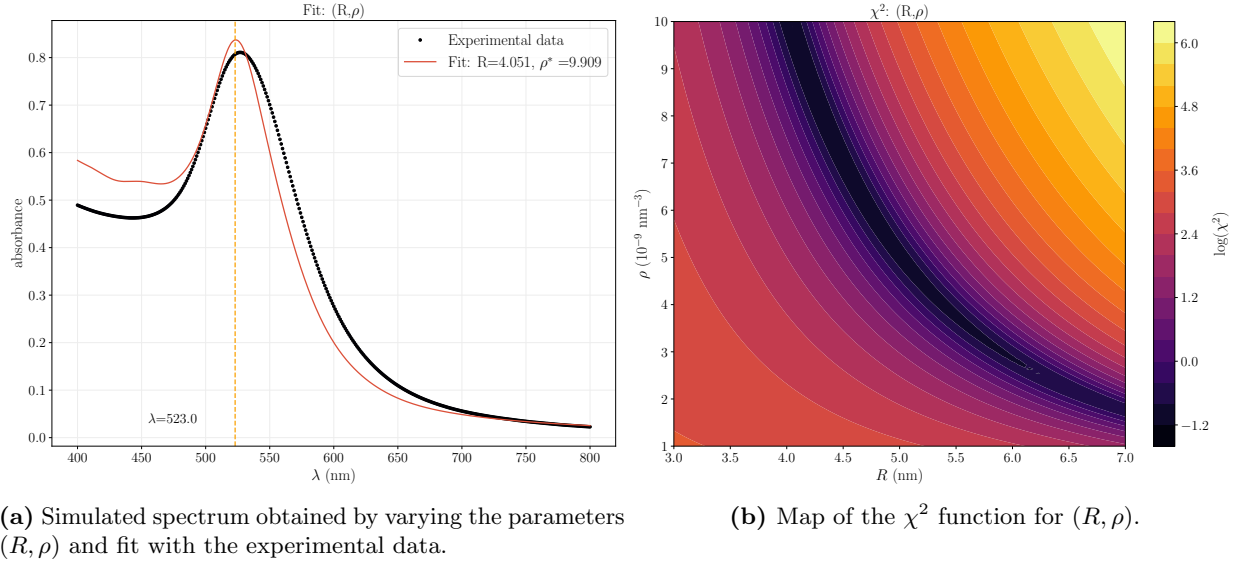 Fit: (R,ρ)
Experimental data
Fit: R=4.051, ρ* =9.909
0.8
0.7
0.6
0.5
0.4
0.3
0.2
0.1
0.0
absorbance
λ=523.0
400 450 500 550 600 650 700 750 800
λ (nm)
χ²: (R,ρ)
10
9
8
7
6
5
4
3
2
1
ρ (10⁻⁹ nm⁻³)
3.0 3.5 4.0 4.5 5.0 5.5 6.0 6.5 7.0
R (nm)
6.0
4.8
3.6
2.4
1.2
0.0
−1.2
log(χ²)
(a) Simulated spectrum obtained by varying the parameters
(R, ρ) and fit with the experimental data.
(b) Map of the χ² function for (R, ρ).